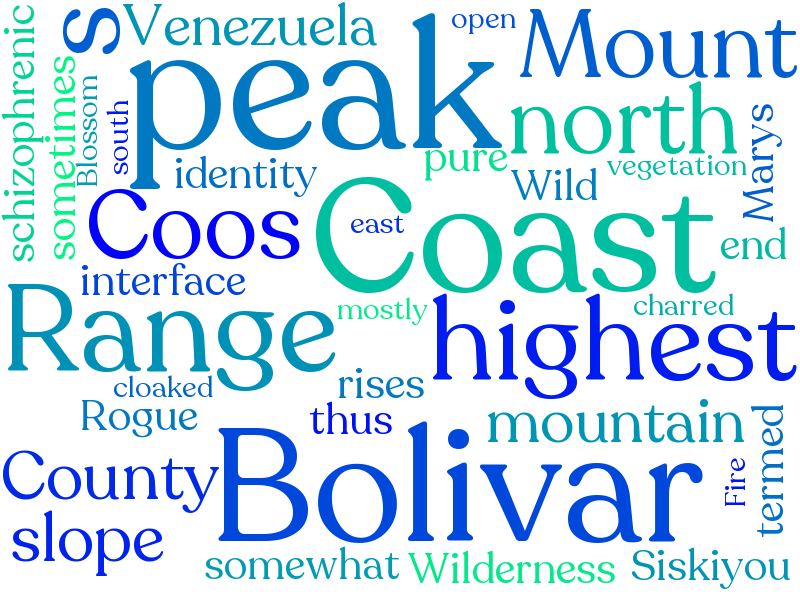 schizophrenic
sometimes
S
Venezuela
open
Mount
peak
Blossom
south
identity
pure
north
vegetation
Marys
Wild
Coos
Coast
east
end
interface
mostly
charred
Range
highest
cloaked
rises
Rogue
thus
mountain
termed
County
Bolivar
Fire
slope
somewhat
Wilderness
Siskiyou